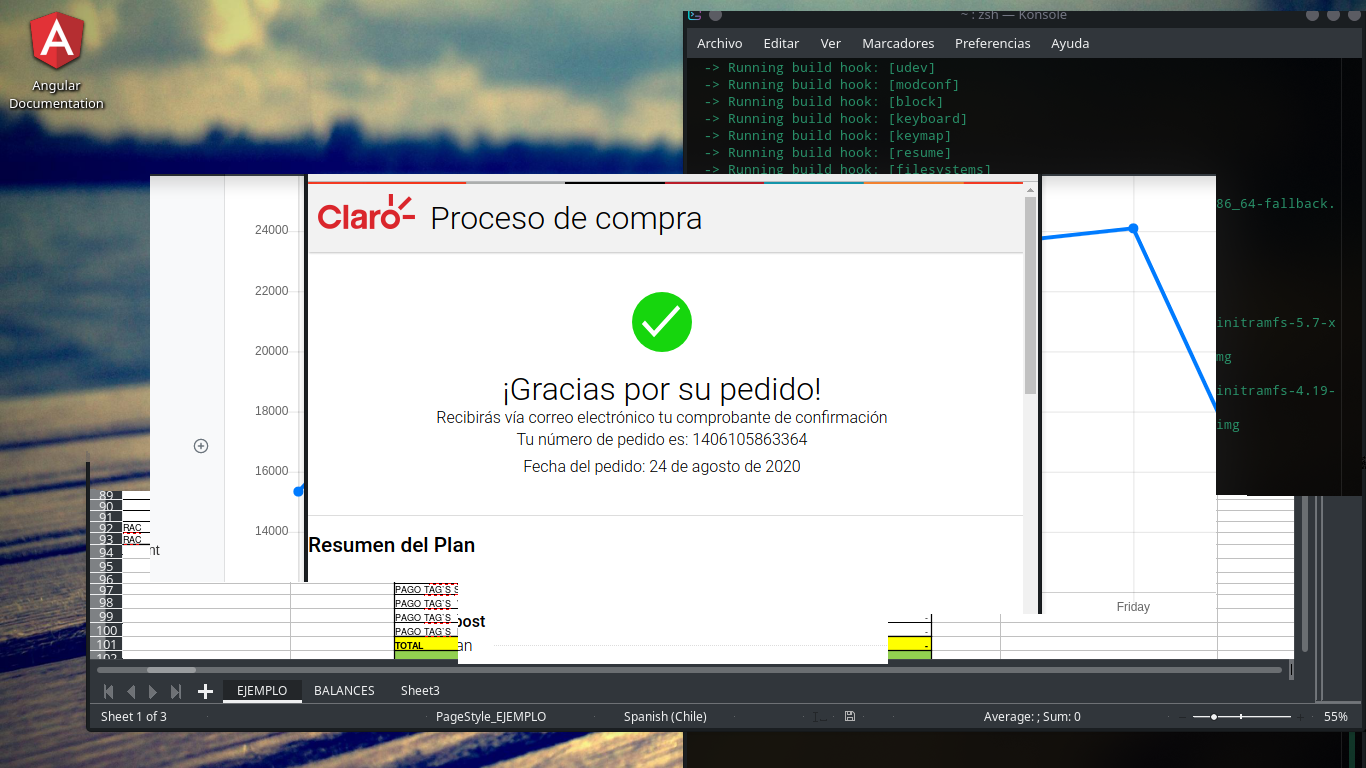 Angular
Documentation
~ : zsh — Konsole
Archivo Editar Ver Marcadores Preferencias Ayuda
-> Running build hook: [udev]
-> Running build hook: [modconf]
-> Running build hook: [block]
-> Running build hook: [keyboard]
-> Running build hook: [keymap]
-> Running build hook: [resume]
-> Running build hook: [filesystems]
86_64-fallback.
initramfs-5.7-x
mg
initramfs-4.19-
img
24000
22000
20000
18000
16000
14000
Claro
Proceso de compra
¡Gracias por su pedido!
Recibirás vía correo electrónico tu comprobante de confirmación
Tu número de pedido es: 1406105863364
Fecha del pedido: 24 de agosto de 2020
Resumen del Plan
Friday
89
90
91
92 RAC
93 RAC
94
95
96
97 PAGO TAG`S S
98 PAGO TAG`S
99 PAGO TAG`S
100 PAGO TAG`S
101 TOTAL -
102
post
an
EJEMPLO BALANCES Sheet3
Sheet 1 of 3 PageStyle_EJEMPLO Spanish (Chile) Average: ; Sum: 0 55%